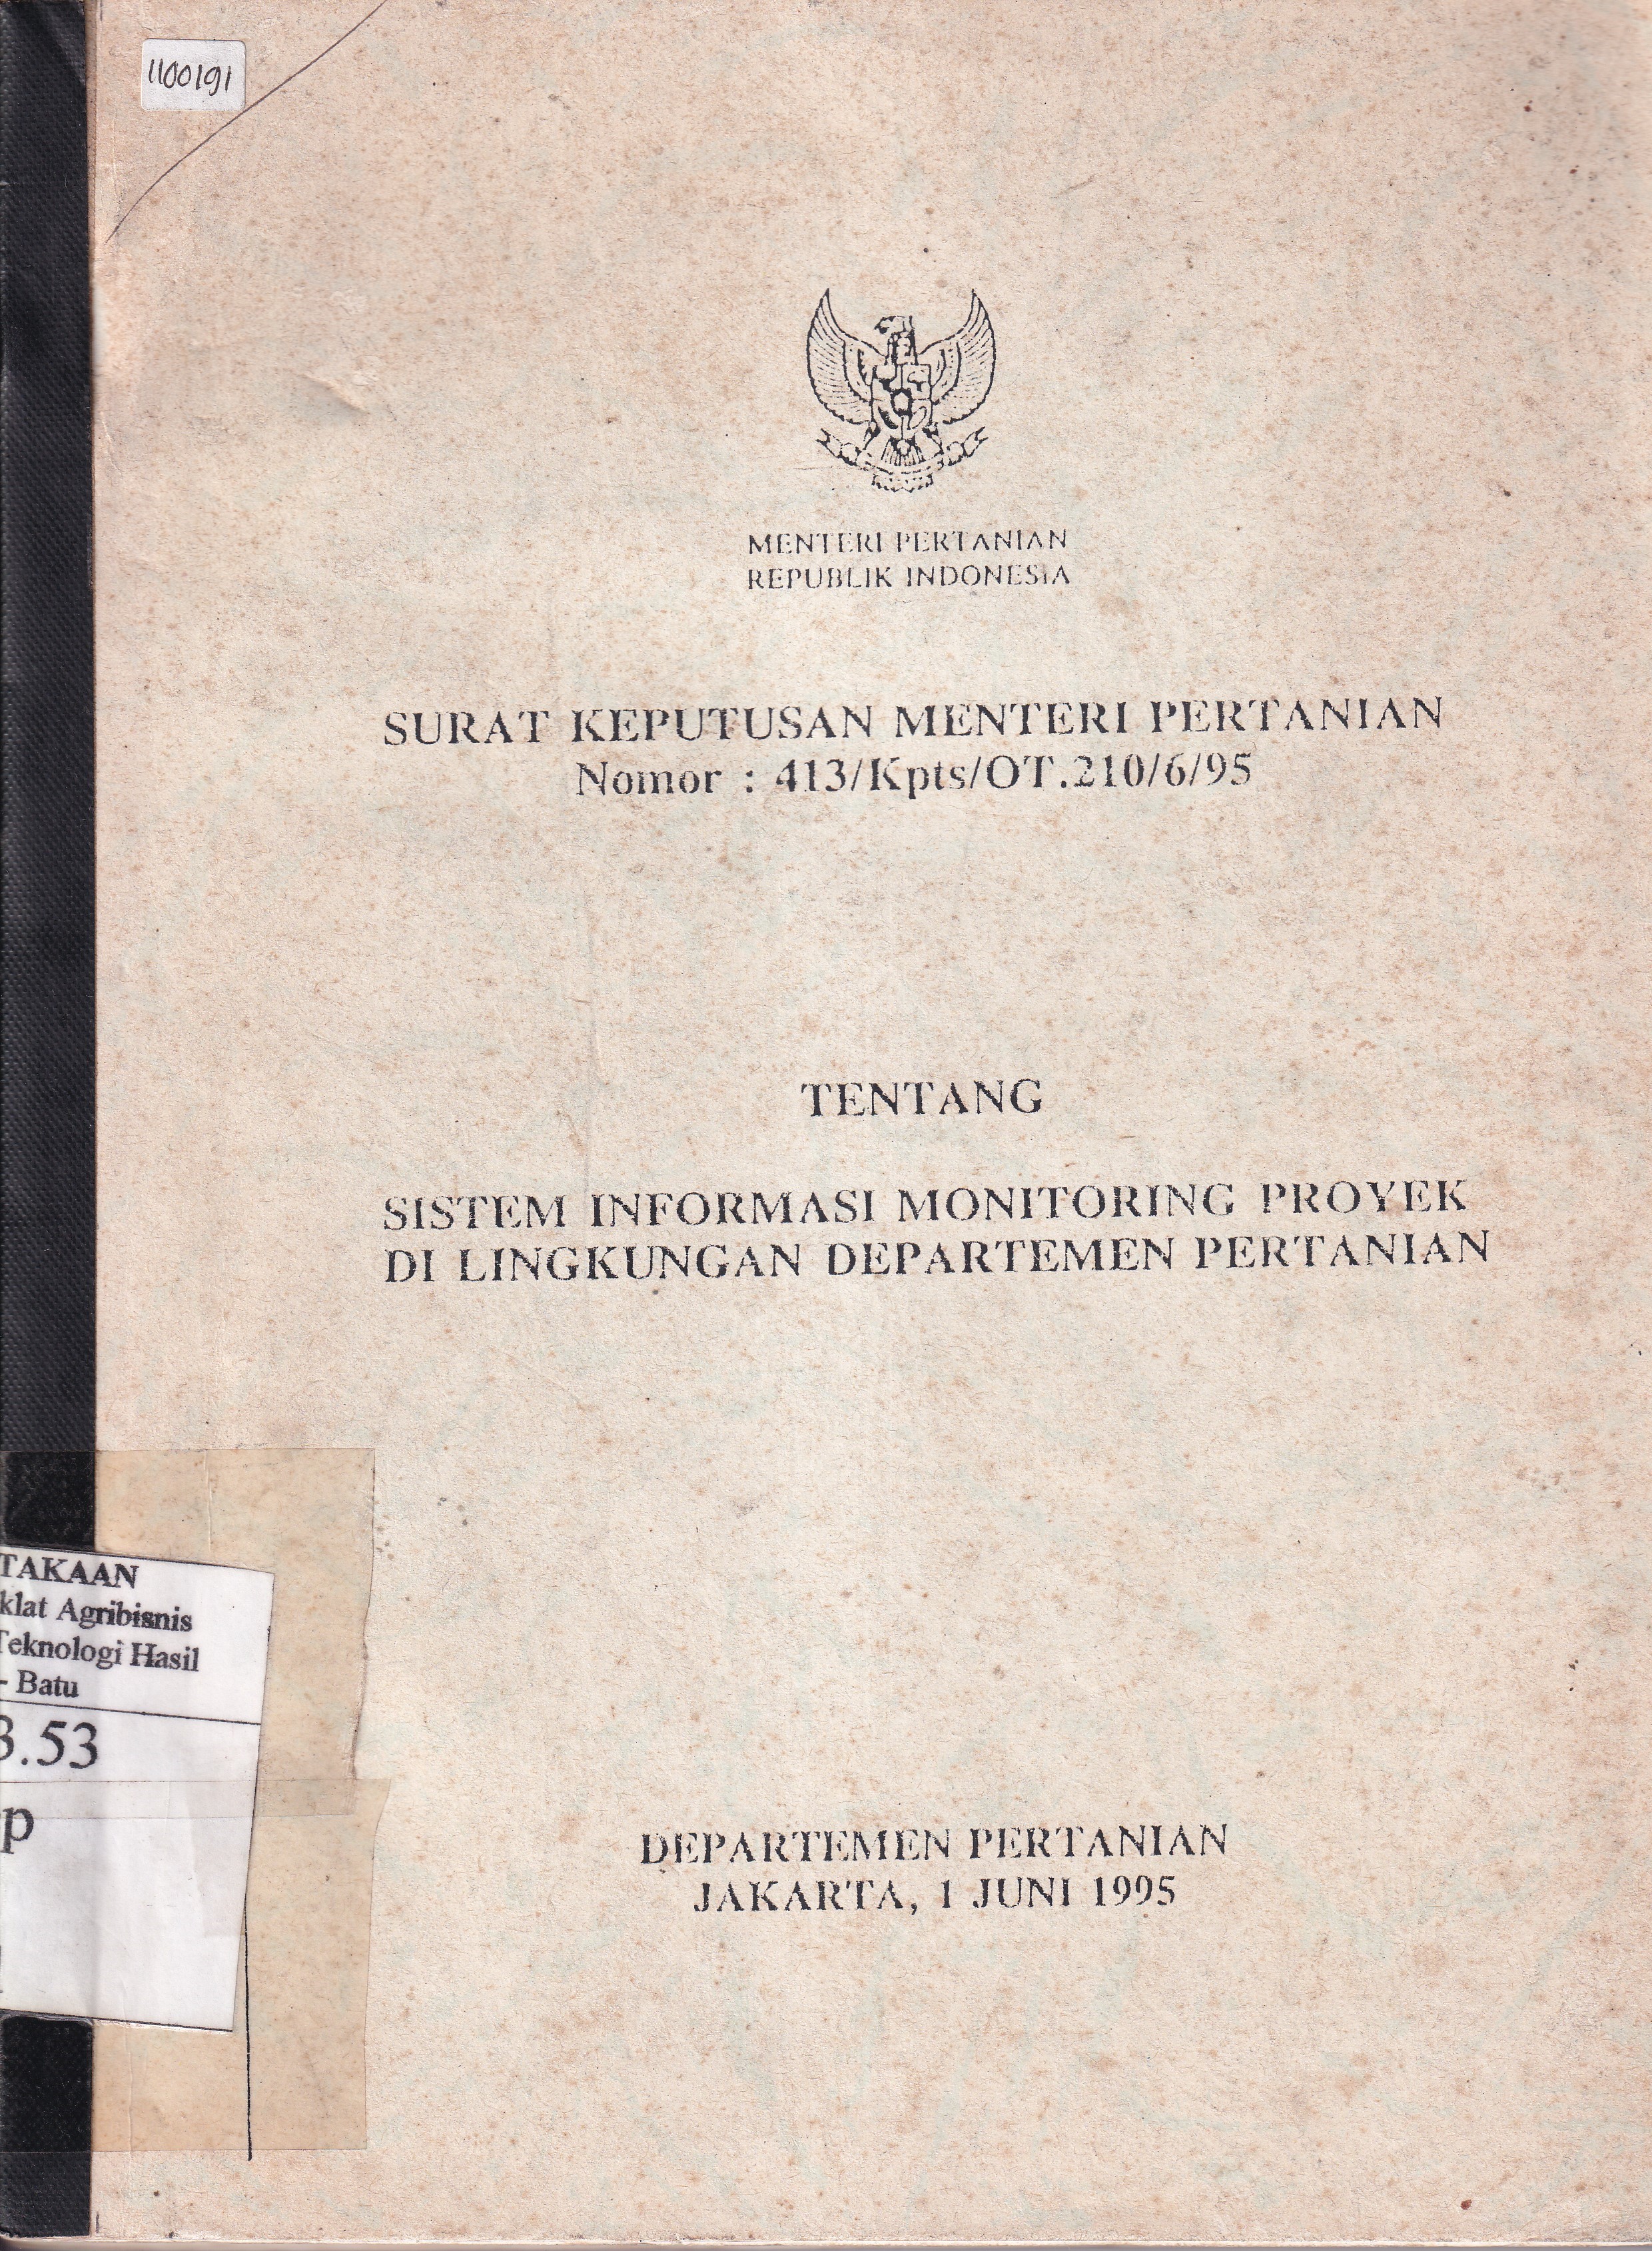 1100191
MENTERI PERTANIAN
REPUBLIK INDONESIA
SURAT KEPUTUSAN MENTERI PERTANIAN
Nomor : 413/Kpts/OT.210/6/95
TENTANG
SISTEM INFORMASI MONITORING PROYEK
DI LINGKUNGAN DEPARTEMEN PERTANIAN
TAKAAN
klat Agribisnis
Teknologi Hasil
- Batu
3.53
p
DEPARTEMEN PERTANIAN
JAKARTA, 1 JUNI 1995